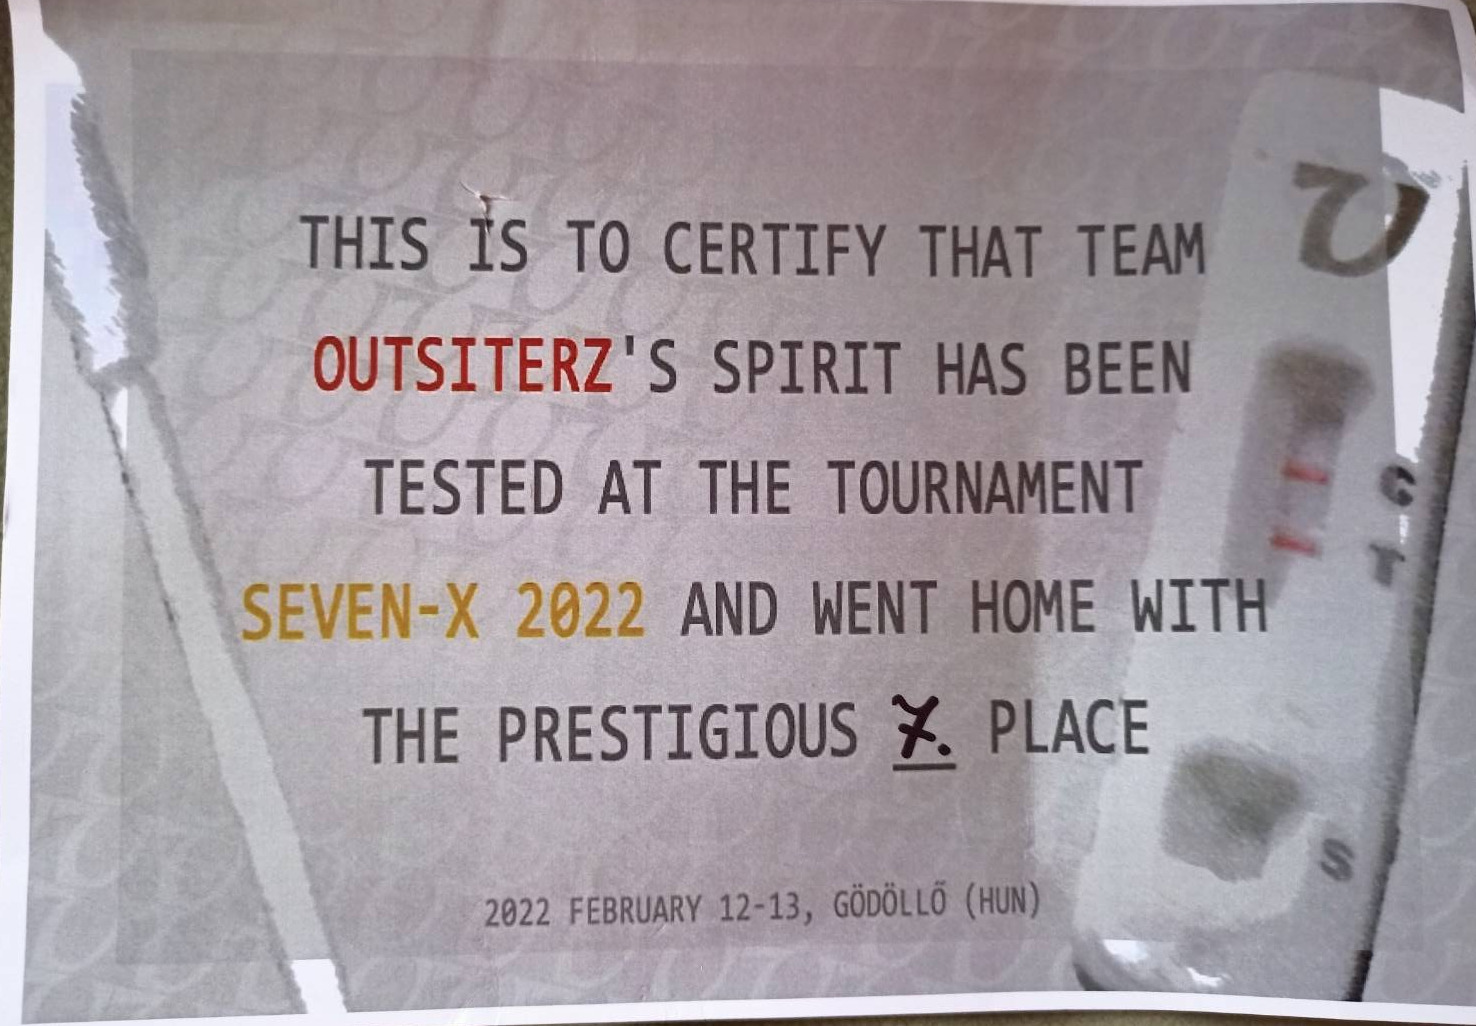 THIS IS TO CERTIFY THAT TEAM
OUTSITERZ'S SPIRIT HAS BEEN
TESTED AT THE TOURNAMENT
SEVEN-X 2022 AND WENT HOME WITH
THE PRESTIGIOUS 7. PLACE
2022 FEBRUARY 12-13, GÖDÖLLŐ (HUN)
C
T
S